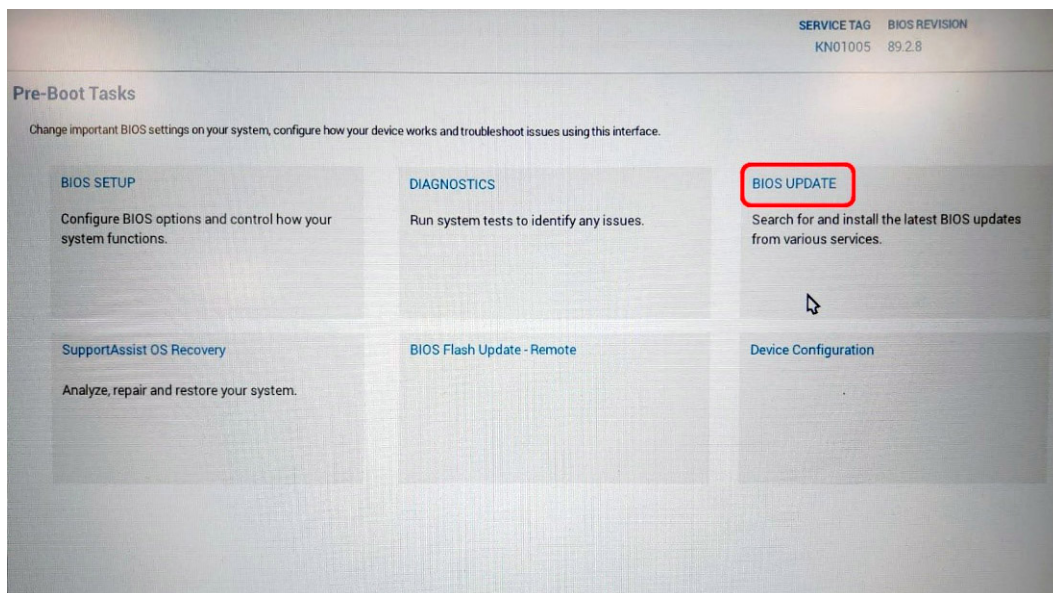 SERVICE TAG BIOS REVISION
KN01005 89.2.8
Pre-Boot Tasks
Change important BIOS settings on your system, configure how your device works and troubleshoot issues using this interface.
BIOS SETUP
Configure BIOS options and control how your
system functions.
DIAGNOSTICS
Run system tests to identify any issues.
BIOS UPDATE
Search for and install the latest BIOS updates
from various services.
SupportAssist OS Recovery
Analyze, repair and restore your system.
BIOS Flash Update - Remote
Device Configuration